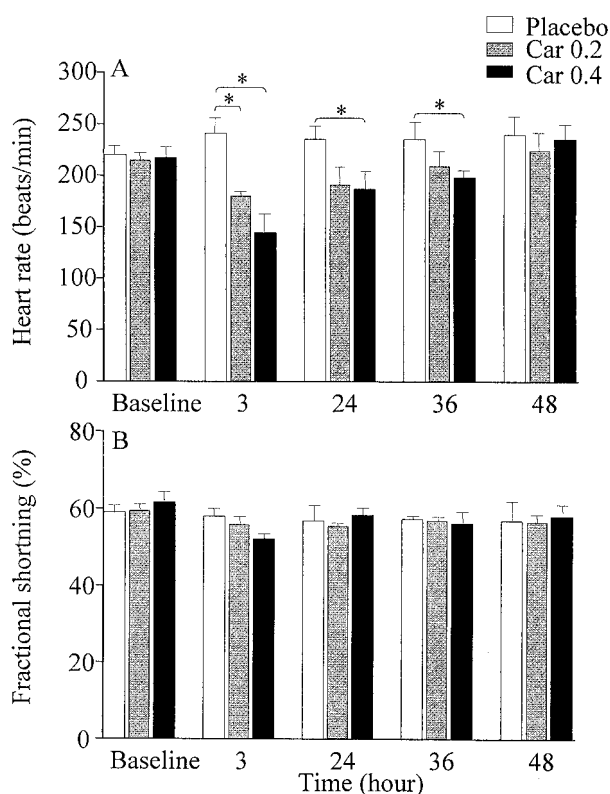 Placebo
Car 0.2
Car 0.4
A
Heart rate (beats/min)
300
250
200
150
100
50
0
* * * *
Baseline 3 24 36 48
B
Fractional shortning (%)
80
60
40
20
0
Baseline 3 24 36 48
Time (hour)